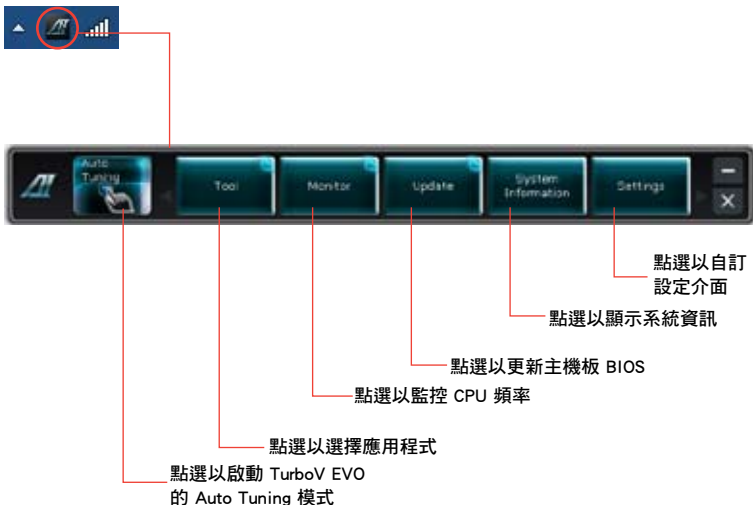 Auto
Tuning
Tool
Monitor
Update
System
Information
Settings
點選以自訂
設定介面
點選以顯示系統資訊
點選以更新主機板 BIOS
點選以監控 CPU 頻率
點選以選擇應用程式
點選以啟動 TurboV EVO
的 Auto Tuning 模式